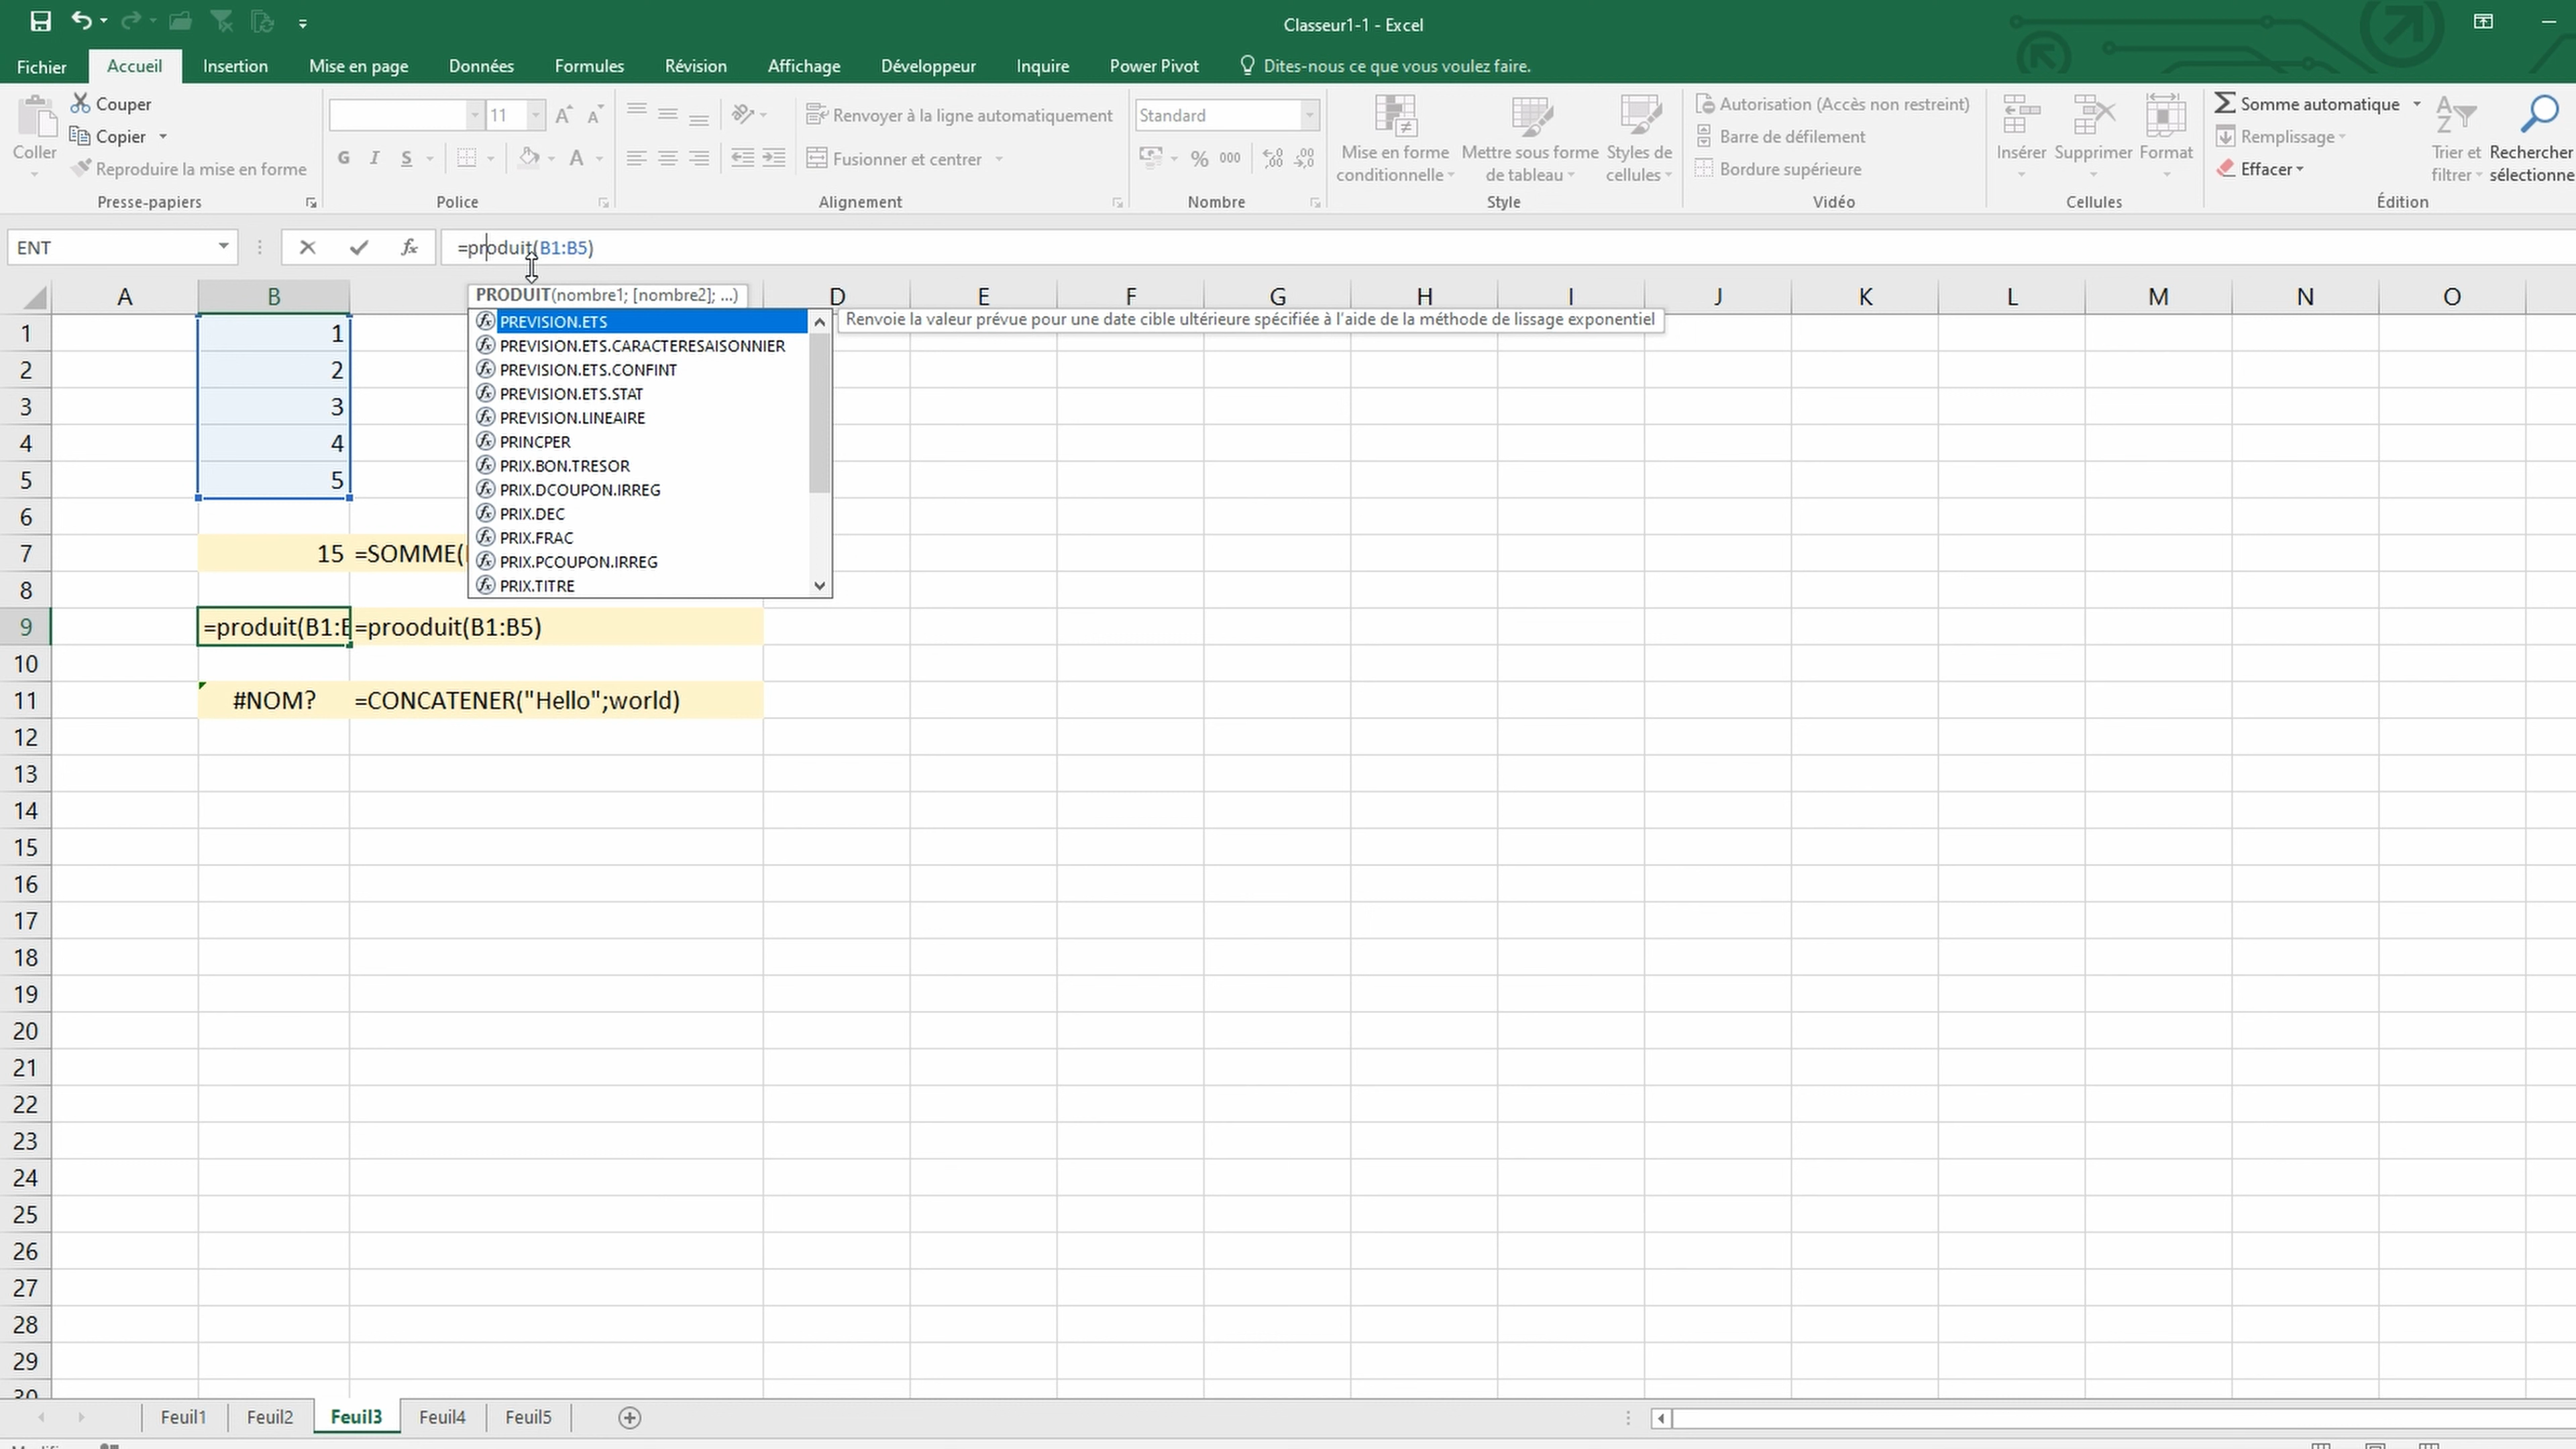 Classeur1-1 - Excel
Fichier Accueil Insertion Mise en page Données Formules Révision Affichage Développeur Inquire Power Pivot Dites-nous ce que vous voulez faire.
Coller
Couper
Copier
Reproduire la mise en forme
Presse-papiers
11
G I S
Police
Renvoyer à la ligne automatiquement
Fusionner et centrer
Alignement
Standard
% 000
Nombre
Mise en forme conditionnelle
Mettre sous forme de tableau
Styles de cellules
Style
Autorisation (Accès non restreint)
Barre de défilement
Bordure supérieure
Vidéo
Insérer Supprimer Format
Cellules
Somme automatique
Remplissage
Effacer
Trier et filtrer
Rechercher
sélectionne
Édition
ENT
fx
=produit(B1:B5)
PRODUIT(nombre1; [nombre2]; ...)
A B D E F G H I J K L M N O
PREVISION.ETS
Renvoie la valeur prévue pour une date cible ultérieure spécifiée à l'aide de la méthode de lissage exponentiel
PREVISION.ETS.CARACTERESAISONNIER
PREVISION.ETS.CONFINT
PREVISION.ETS.STAT
PREVISION.LINEAIRE
PRINCPER
PRIX.BON.TRESOR
PRIX.DCOUPON.IRREG
PRIX.DEC
PRIX.FRAC
PRIX.PCOUPON.IRREG
PRIX.TITRE
1 1
2 2
3 3
4 4
5 5
6
7 15 =SOMME(
8
9 =produit(B1:B =prooduit(B1:B5)
10
11 #NOM? =CONCATENER("Hello";world)
12
13
14
15
16
17
18
19
20
21
22
23
24
25
26
27
28
29
30
Feuil1 Feuil2 Feuil3 Feuil4 Feuil5